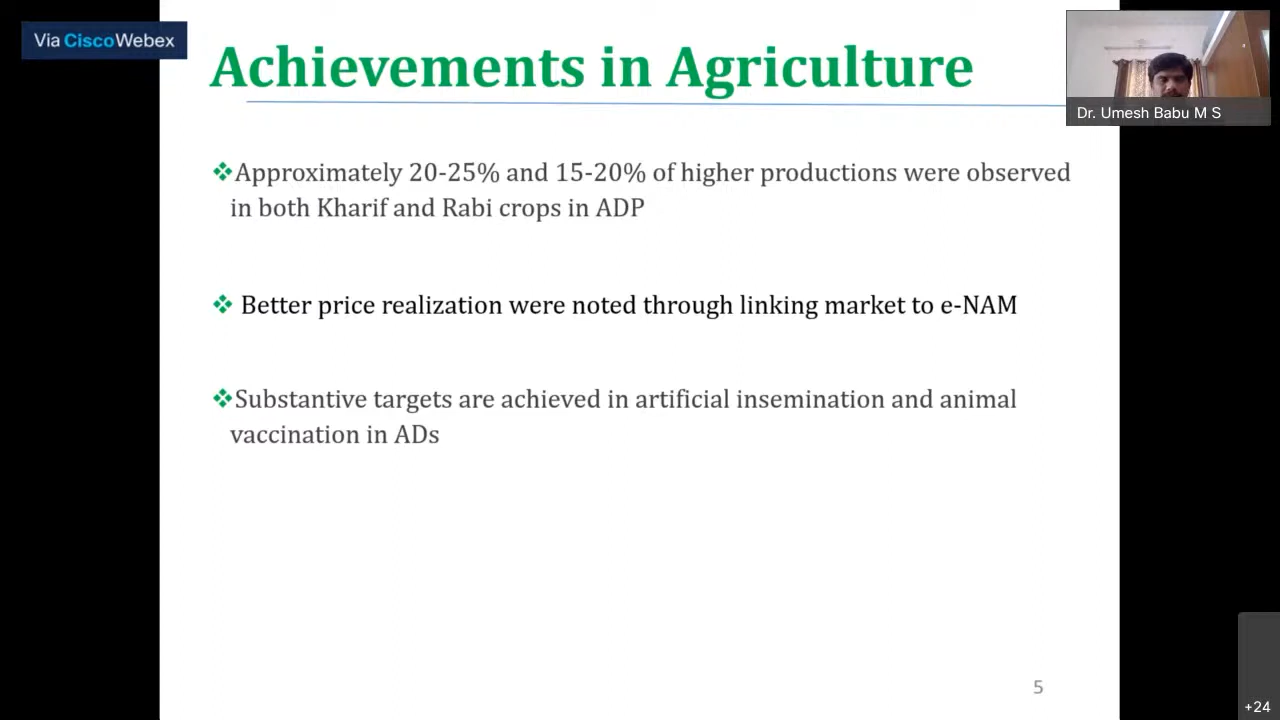 Via CiscoWebex
Achievements in Agriculture
Dr. Umesh Babu M S
❖Approximately 20-25% and 15-20% of higher productions were observed
in both Kharif and Rabi crops in ADP
❖ Better price realization were noted through linking market to e-NAM
❖Substantive targets are achieved in artificial insemination and animal
vaccination in ADs
5
+24